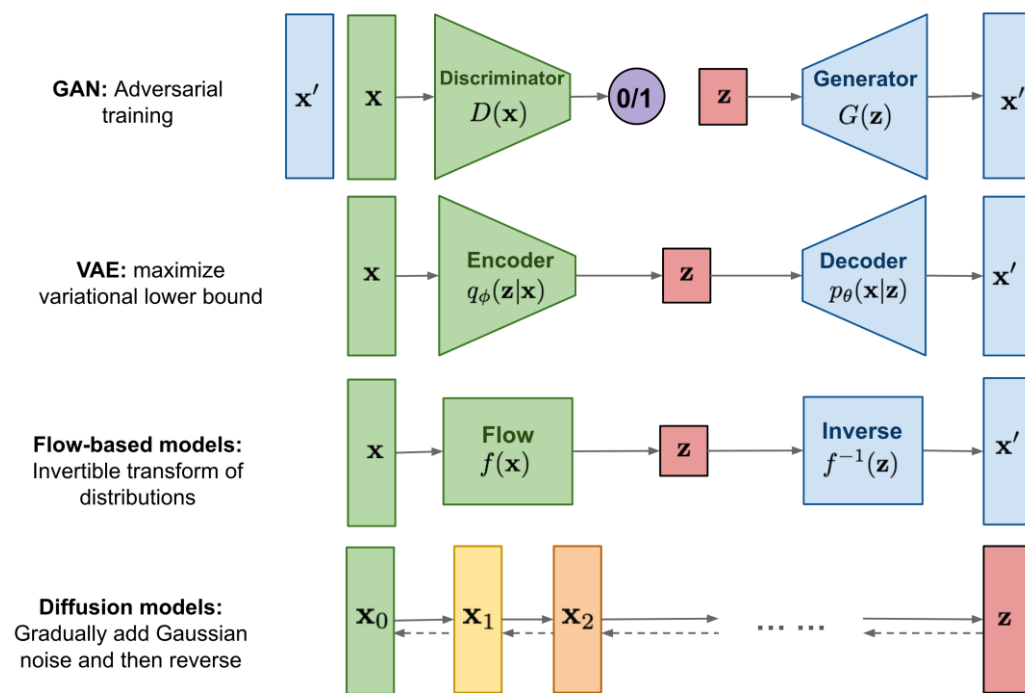 GAN: Adversarial
training
x′
x
Discriminator
D(x)
0/1
z
Generator
G(z)
x′
VAE: maximize
variational lower bound
x
Encoder
qϕ(z|x)
z
Decoder
pθ(x|z)
x′
Flow-based models:
Invertible transform of
distributions
x
Flow
f(x)
z
Inverse
f⁻¹(z)
x′
Diffusion models:
Gradually add Gaussian
noise and then reverse
x₀
x₁
x₂
... ...
z